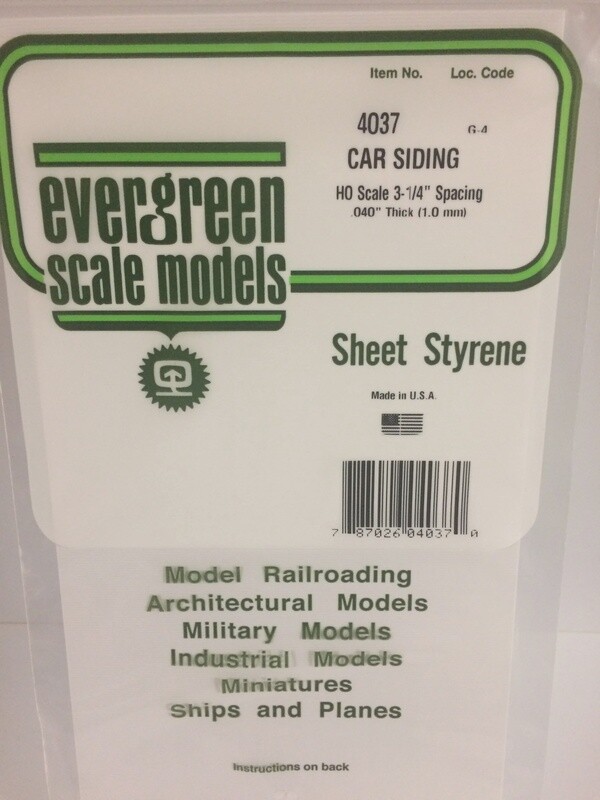 Item No. Loc. Code
4037 G-4
CAR SIDING
HO Scale 3-1/4" Spacing
.040" Thick (1.0 mm)
evergreen
scale models
Sheet Styrene
Made in U.S.A.
7 87026 04037 0
Model Railroading
Architectural Models
Military Models
Industrial Models
Miniatures
Ships and Planes
Instructions on back